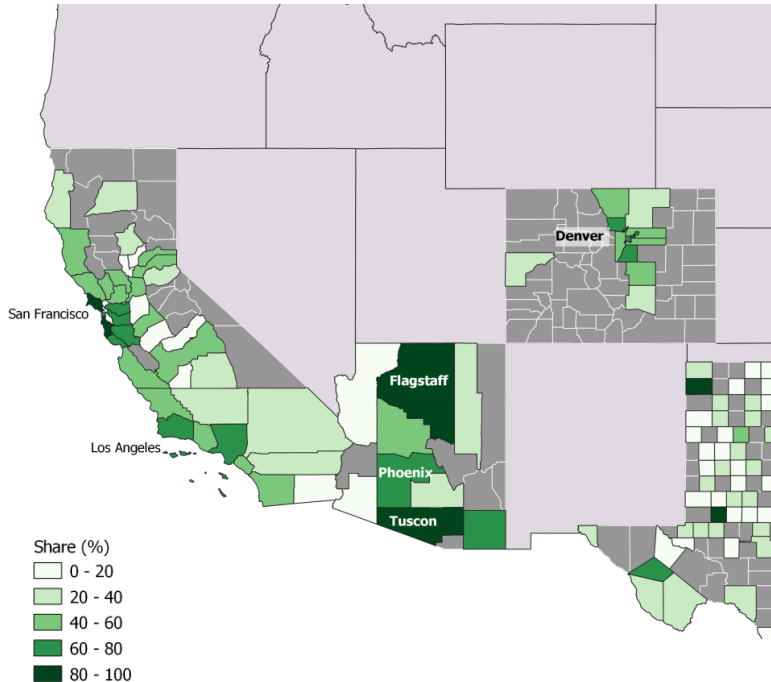 Denver
San Francisco
Flagstaff
Los Angeles
Phoenix
Tuscon
Share (%)
0 - 20
20 - 40
40 - 60
60 - 80
80 - 100